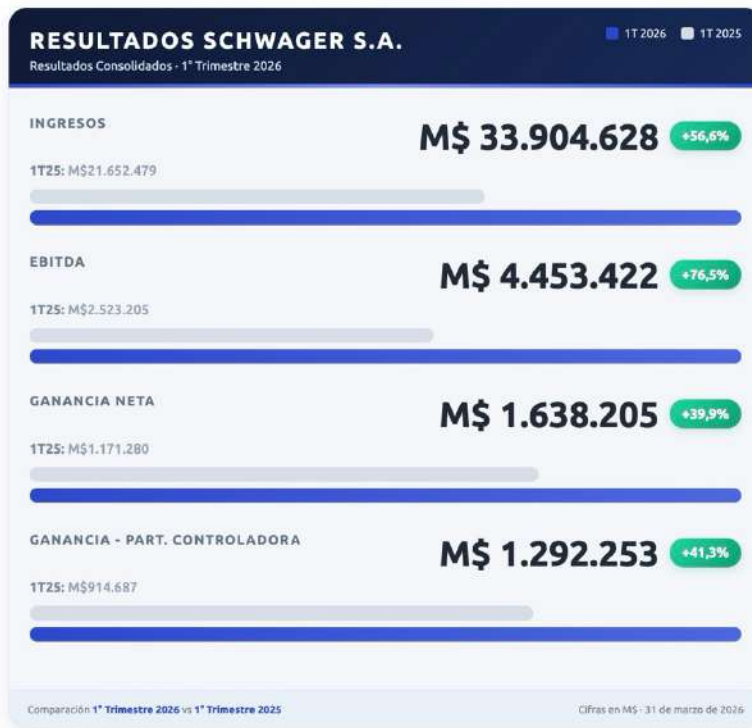 RESULTADOS SCHWAGER S.A.
1T 2026 1T 2025
Resultados Consolidados · 1° Trimestre 2026
INGRESOS
M$ 33.904.628 +56,6%
1T25: M$21.652.479
EBITDA
M$ 4.453.422 +76,5%
1T25: M$2.523.205
GANANCIA NETA
M$ 1.638.205 +39,9%
1T25: M$1.171.280
GANANCIA - PART. CONTROLADORA
M$ 1.292.253 +41,3%
1T25: M$914.687
Comparación 1° Trimestre 2026 vs 1° Trimestre 2025
Cifras en M$ · 31 de marzo de 2026